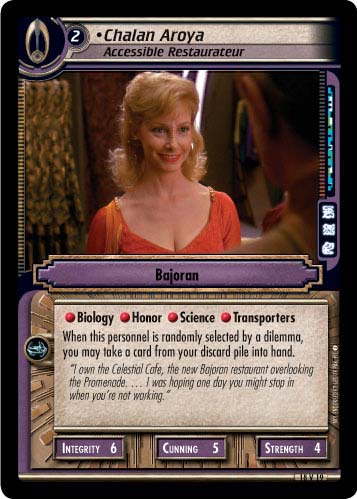 2
•Chalan Aroya
Accessible Restaurateur
Bajoran
•Biology •Honor •Science •Transporters
When this personnel is randomly selected by a dilemma,
you may take a card from your discard pile into hand.
"I own the Celestial Café, the new Bajoran restaurant overlooking
the Promenade. … I was hoping one day you might stop in
when you're not working."
INTEGRITY 6 CUNNING 5 STRENGTH 4
18 V 19